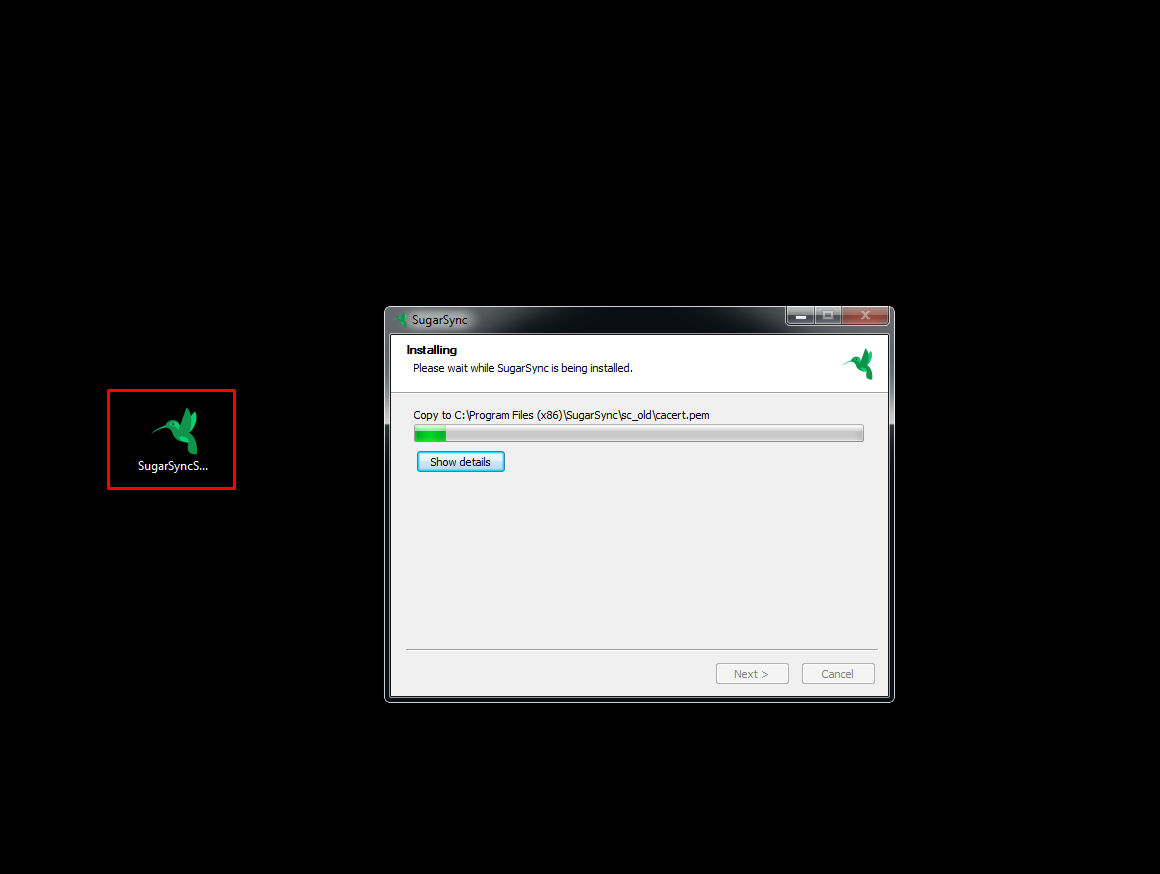 SugarSync
Installing
Please wait while SugarSync is being installed.
Copy to C:\Program Files (x86)\SugarSync\sc_old\cacert.pem
Show details
SugarSyncS...
Next >
Cancel